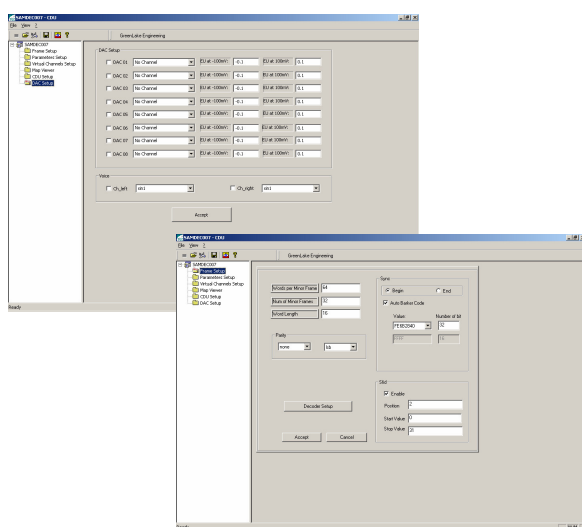 SAMDEC007 - CDU
File View ?
GreenLake Engineering
SAMDEC007
Frame Setup
Parameters Setup
Virtual Channels Setup
Map Viewer
CDU Setup
DAC Setup
DAC Setup
DAC 01 No Channel EU at -100mV: -0.1 EU at 100mV: 0.1
DAC 02 No Channel EU at -100mV: -0.1 EU at 100mV: 0.1
DAC 03 No Channel EU at -100mV: -0.1 EU at 100mV: 0.1
DAC 04 No Channel EU at -100mV: -0.1 EU at 100mV: 0.1
DAC 05 No Channel EU at -100mV: -0.1 EU at 100mV: 0.1
DAC 06 No Channel EU at -100mV: -0.1 EU at 100mV: 0.1
DAC 07 No Channel EU at -100mV: -0.1 EU at 100mV: 0.1
DAC 08 No Channel EU at -100mV: -0.1 EU at 100mV: 0.1
Voice
Ch_left Ch_right
Accept
Ready
SAMDEC007 - CDU
File View ?
GreenLake Engineering
SAMDEC007
Frame Setup
Parameters Setup
Virtual Channels Setup
Map Viewer
CDU Setup
DAC Setup
Words per Minor Frame 64
Num of Minor Frames 32
Word Length 16
Parity
none
Decoder Setup
Accept Cancel
Sync
Begin End
Auto Barker Code
Value Number of bit
FE6B2840 32
Sfid
Enable
Position 2
Start Value 0
Stop Value
Ready